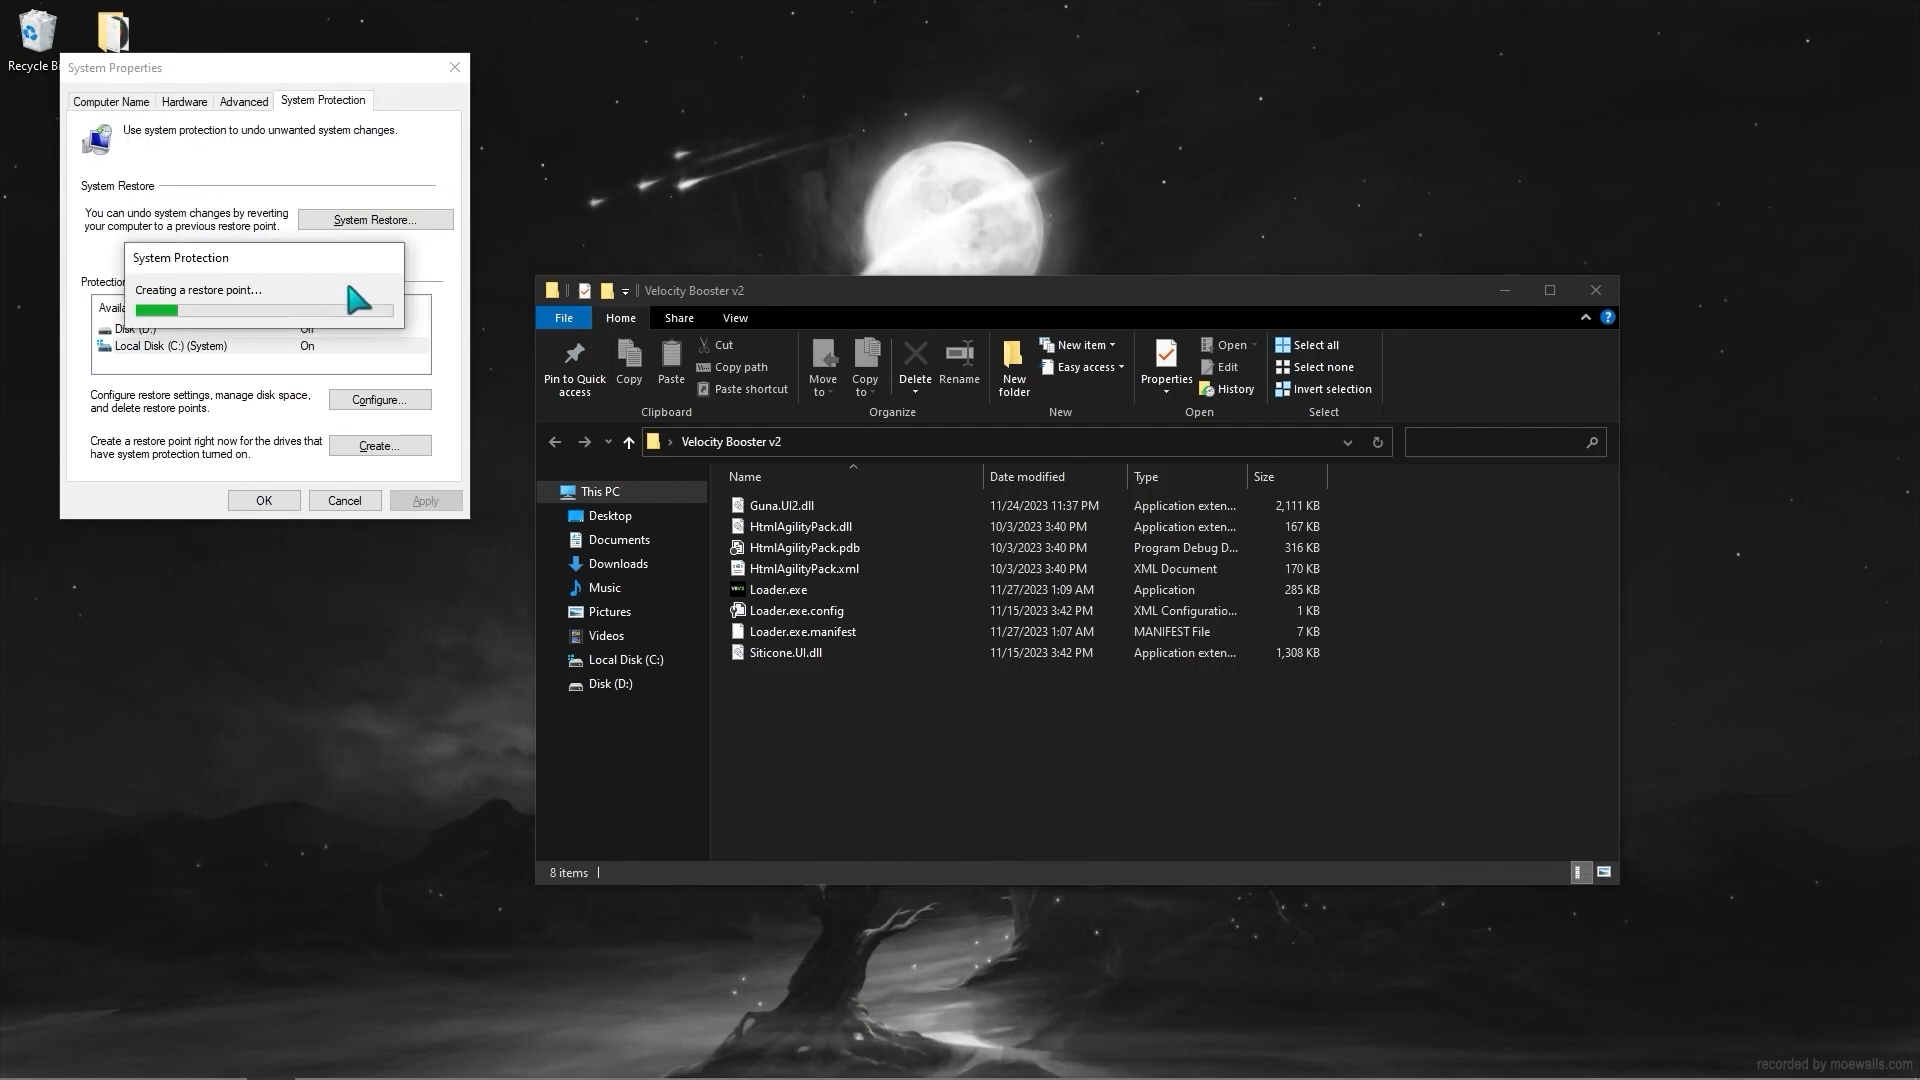 Recycle Bi
System Properties
Computer Name
Hardware
Advanced
System Protection
Use system protection to undo unwanted system changes.
System Restore
You can undo system changes by reverting
your computer to a previous restore point.
System Restore...
System Protection
Creating a restore point...
Protection
Availa
Disk (D:)
Off
Local Disk (C:) (System)
On
Configure restore settings, manage disk space,
and delete restore points.
Configure...
Create a restore point right now for the drives that
have system protection turned on.
Create...
OK
Cancel
Apply
Velocity Booster v2
File
Home
Share
View
Pin to Quick
access
Copy
Paste
Cut
Copy path
Paste shortcut
Clipboard
Move
to
Copy
to
Delete
Rename
Organize
New
folder
New item
Easy access
New
Properties
Open
Edit
History
Open
Select all
Select none
Invert selection
Select
Velocity Booster v2
This PC
Desktop
Documents
Downloads
Music
Pictures
Videos
Local Disk (C:)
Disk (D:)
Name Date modified Type Size
Guna.UI2.dll 11/24/2023 11:37 PM Application exten... 2,111 KB
HtmlAgilityPack.dll 10/3/2023 3:40 PM Application exten... 167 KB
HtmlAgilityPack.pdb 10/3/2023 3:40 PM Program Debug D... 316 KB
HtmlAgilityPack.xml 10/3/2023 3:40 PM XML Document 170 KB
Loader.exe 11/27/2023 1:09 AM Application 285 KB
Loader.exe.config 11/15/2023 3:42 PM XML Configuratio... 1 KB
Loader.exe.manifest 11/27/2023 1:07 AM MANIFEST File 7 KB
Siticone.UI.dll 11/15/2023 3:42 PM Application exten... 1,308 KB
8 items
recorded by moewalls.com